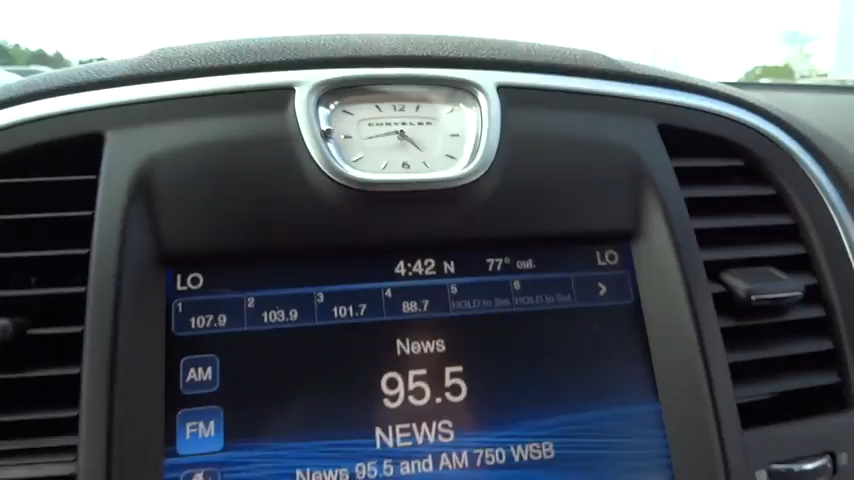 12
CHRYSLER
6
LO 4:42 N 77° out. LO
1 107.9 2 103.9 3 101.7 4 88.7 5 HOLD to Set 6 HOLD to Set
News
AM 95.5
FM NEWS
News 95.5 and AM 750 WSB